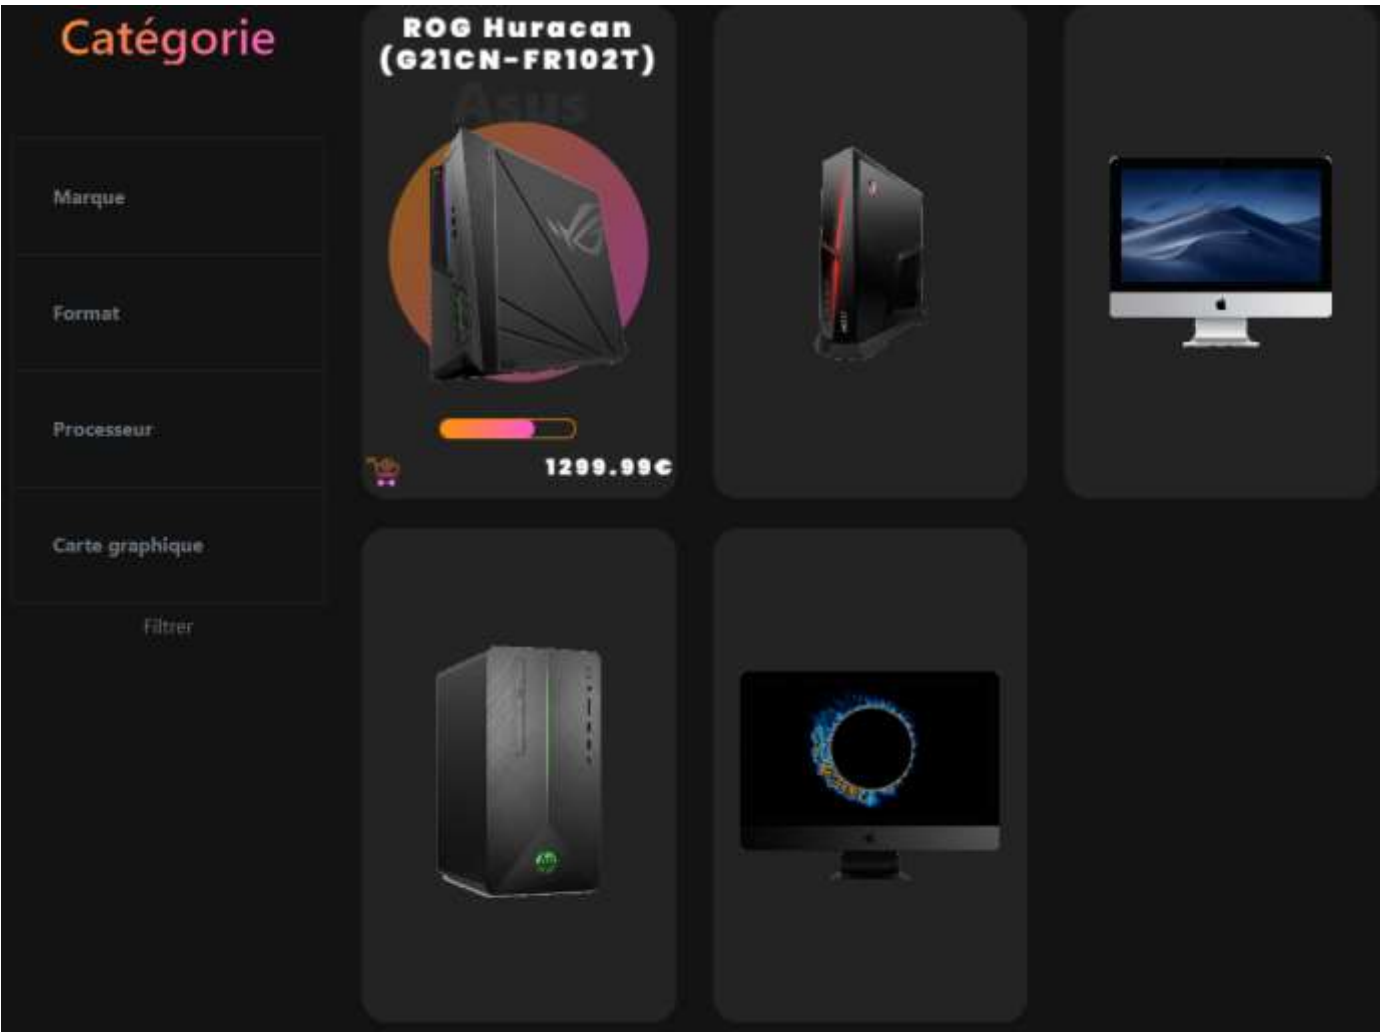 Catégorie
Marque
Format
Processeur
Carte graphique
Filtrer
ROG Huracan
(G21CN-FR102T)
Asus
1299.99€